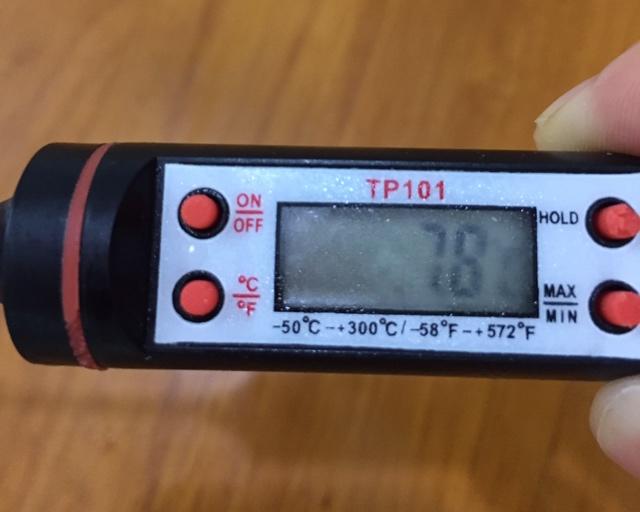 TP101
ON
OFF
HOLD
°C
°F
MAX
MIN
-50°C -+300°C / -58°F -+572°F